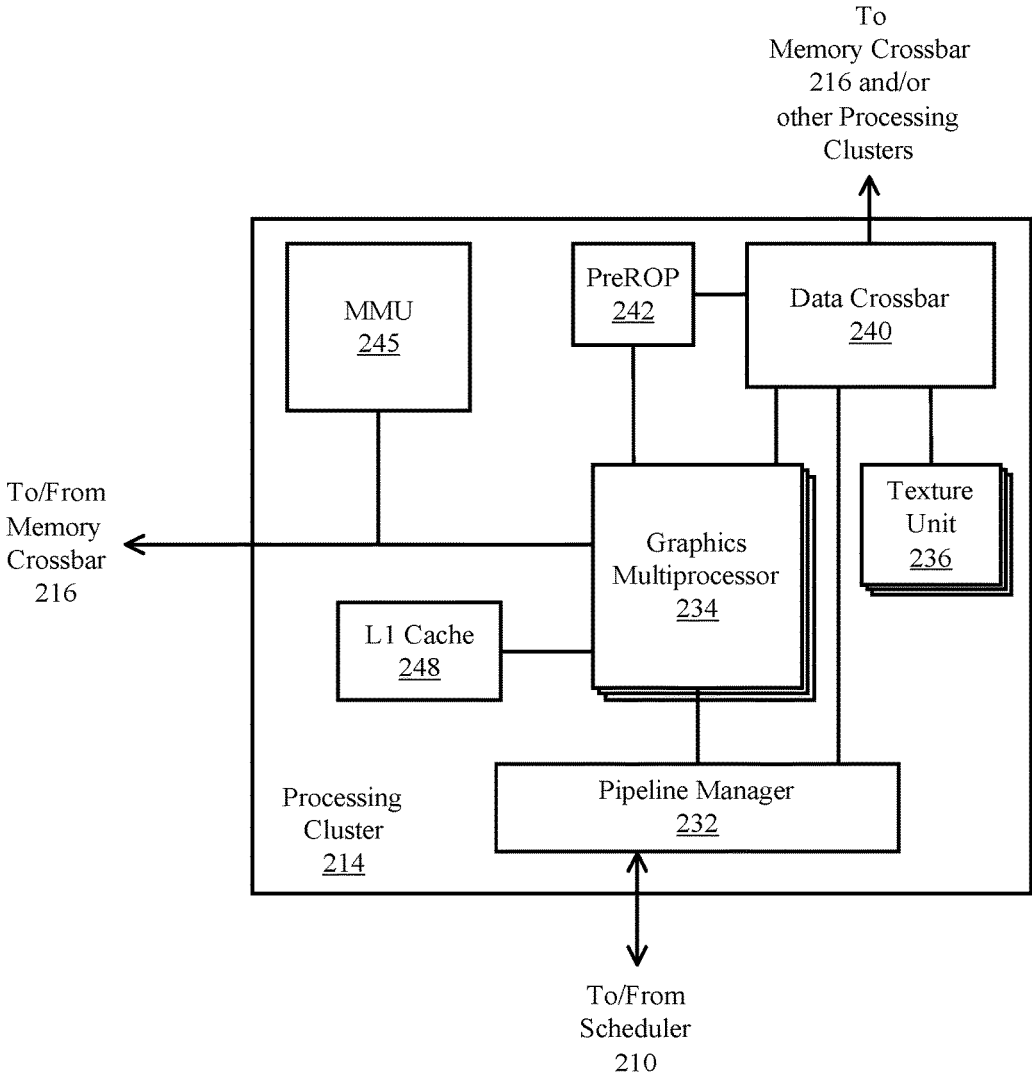 To
Memory Crossbar
216 and/or
other Processing
Clusters
MMU
245
PreROP
242
Data Crossbar
240
To/From
Memory
Crossbar
216
Graphics
Multiprocessor
234
Texture
Unit
236
L1 Cache
248
Pipeline Manager
232
Processing
Cluster
214
To/From
Scheduler
210